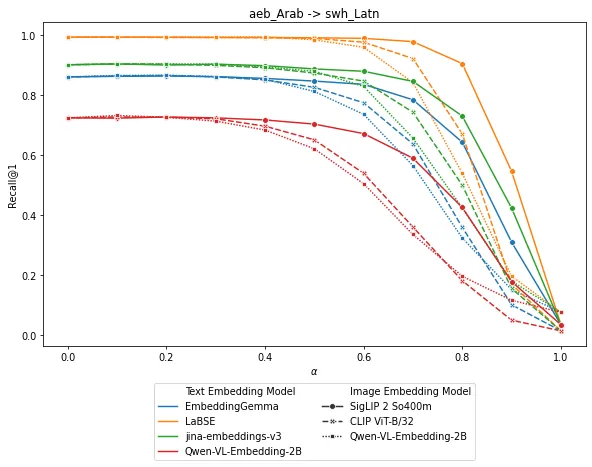 aeb_Arab -> swh_Latn
Recall@1
1.0
0.8
0.6
0.4
0.2
0.0
0.0 0.2 0.4 0.6 0.8 1.0
α
Text Embedding Model
EmbeddingGemma
LaBSE
jina-embeddings-v3
Qwen-VL-Embedding-2B
Image Embedding Model
SigLIP 2 So400m
CLIP ViT-B/32
Qwen-VL-Embedding-2B